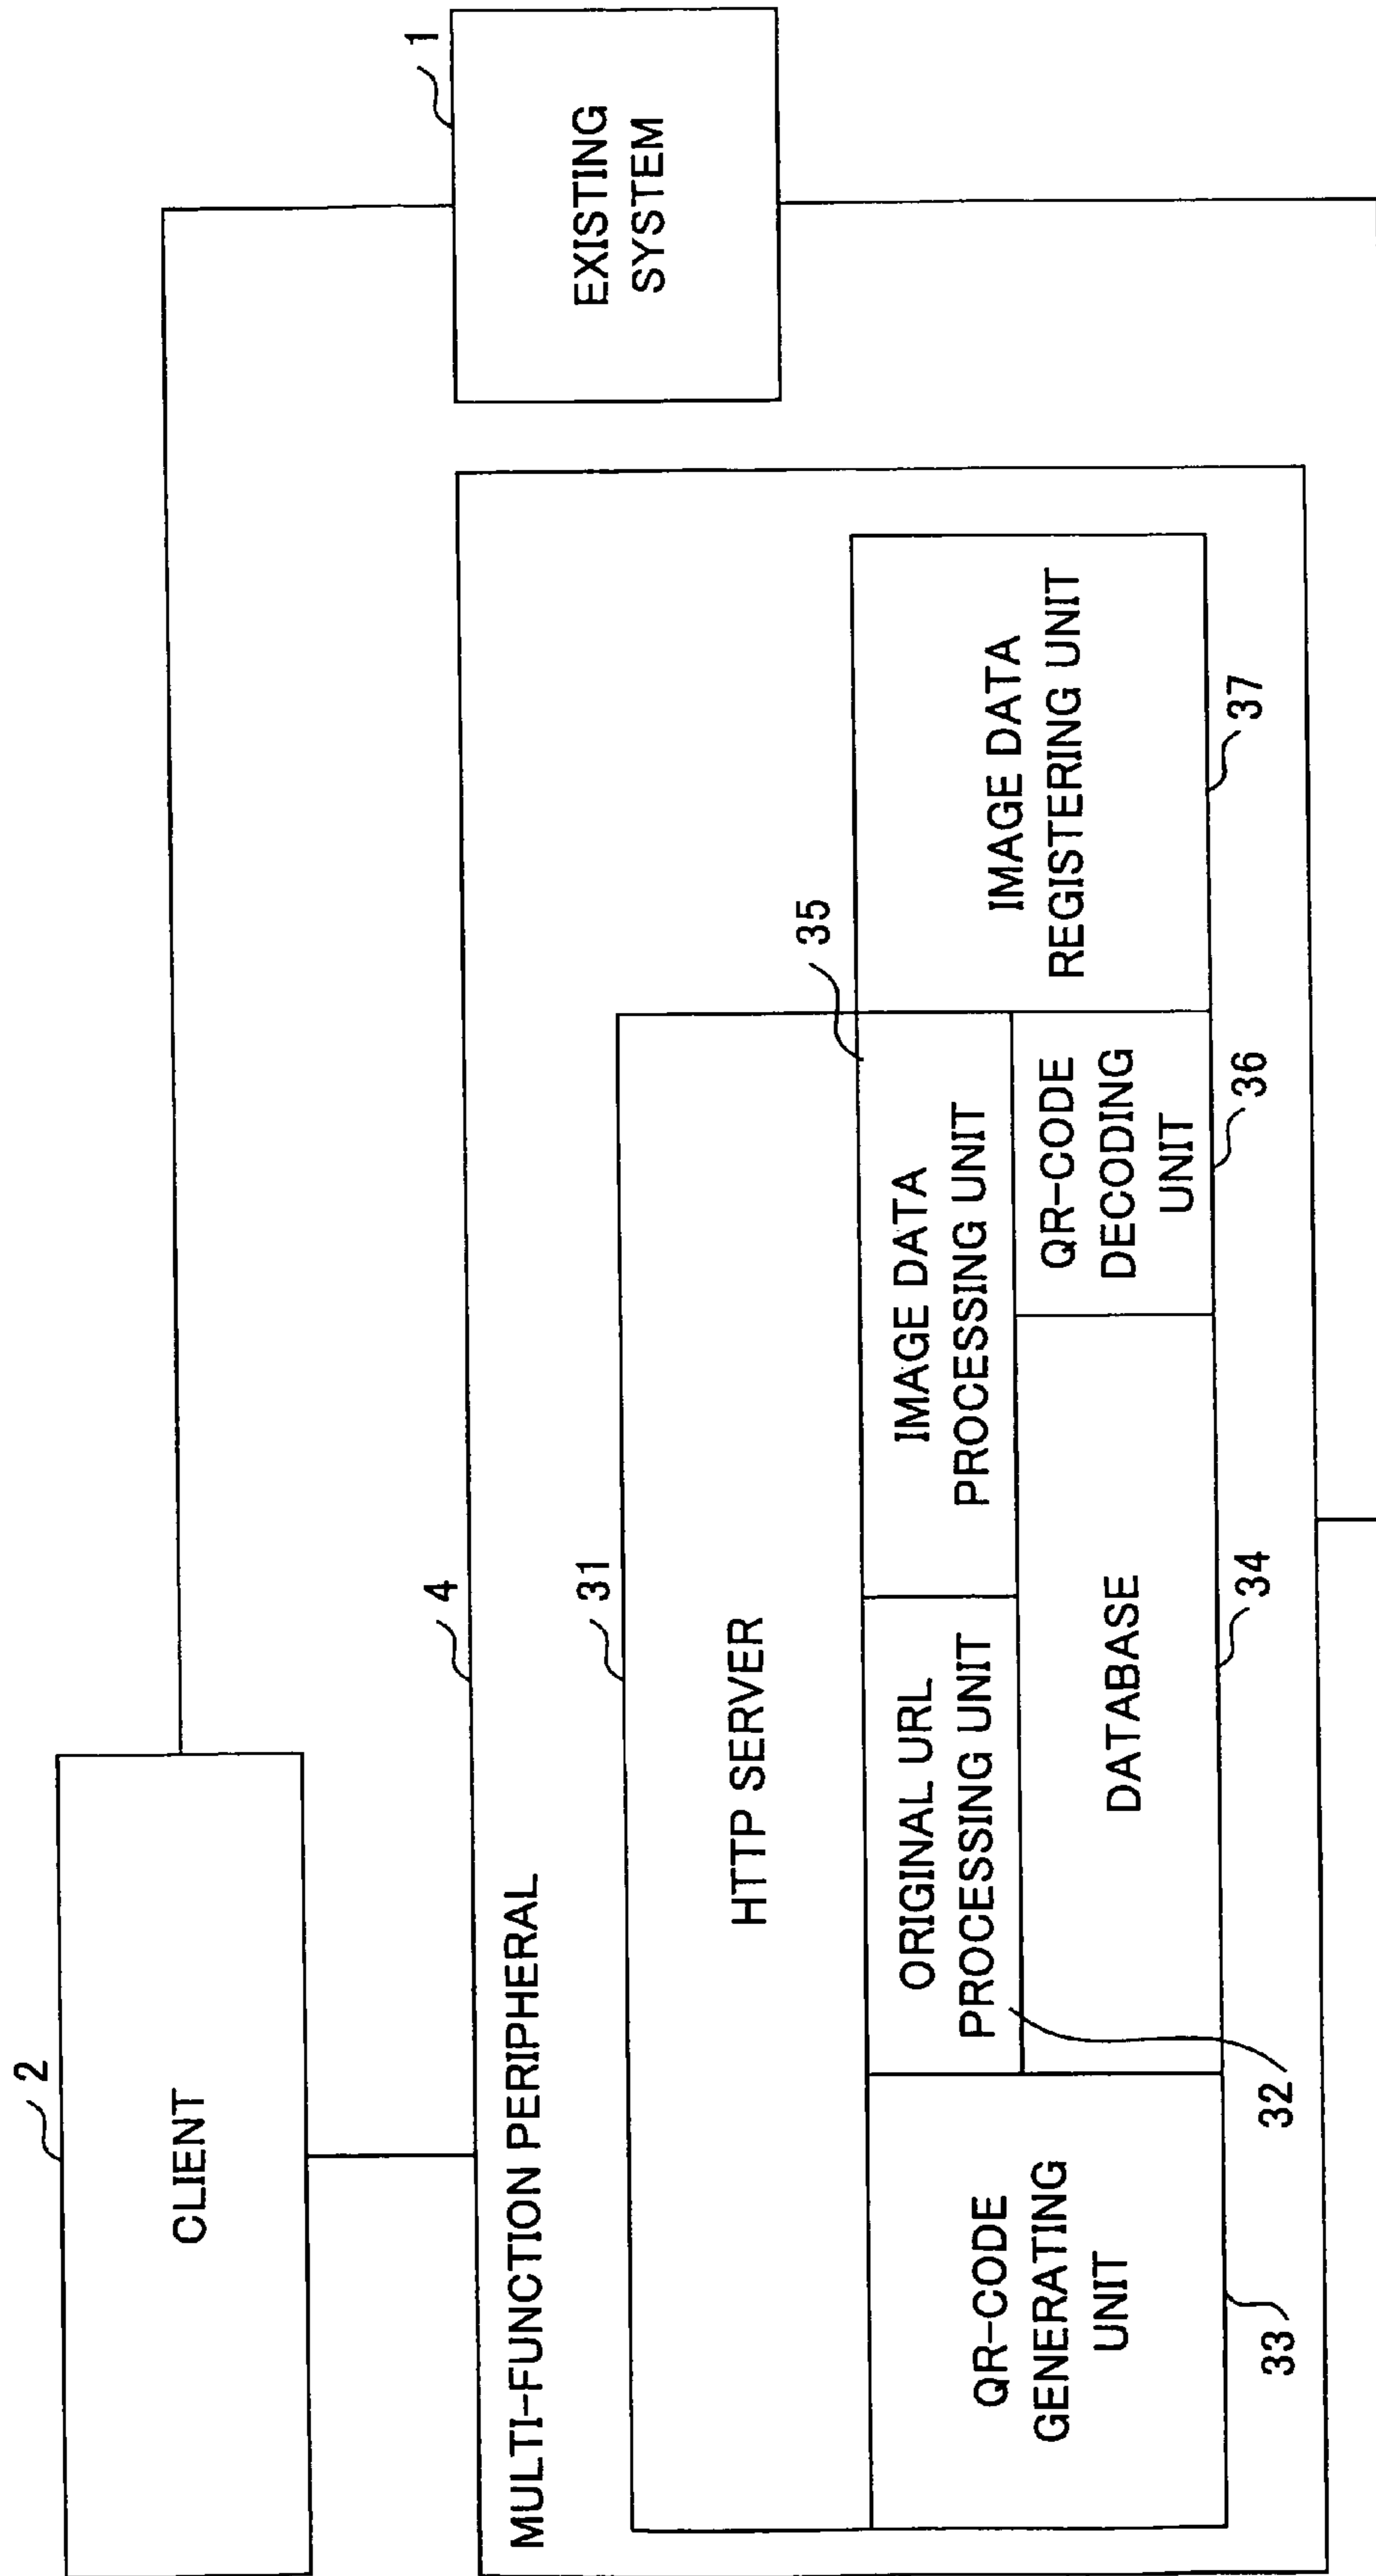 2
CLIENT
1
EXISTING
SYSTEM
4
MULTI-FUNCTION PERIPHERAL
31
HTTP SERVER
35
ORIGINAL URL
PROCESSING UNIT
IMAGE DATA
PROCESSING UNIT
IMAGE DATA
REGISTERING UNIT
QR-CODE
GENERATING
UNIT
DATABASE
QR-CODE
DECODING
UNIT
33
32
34
36
37